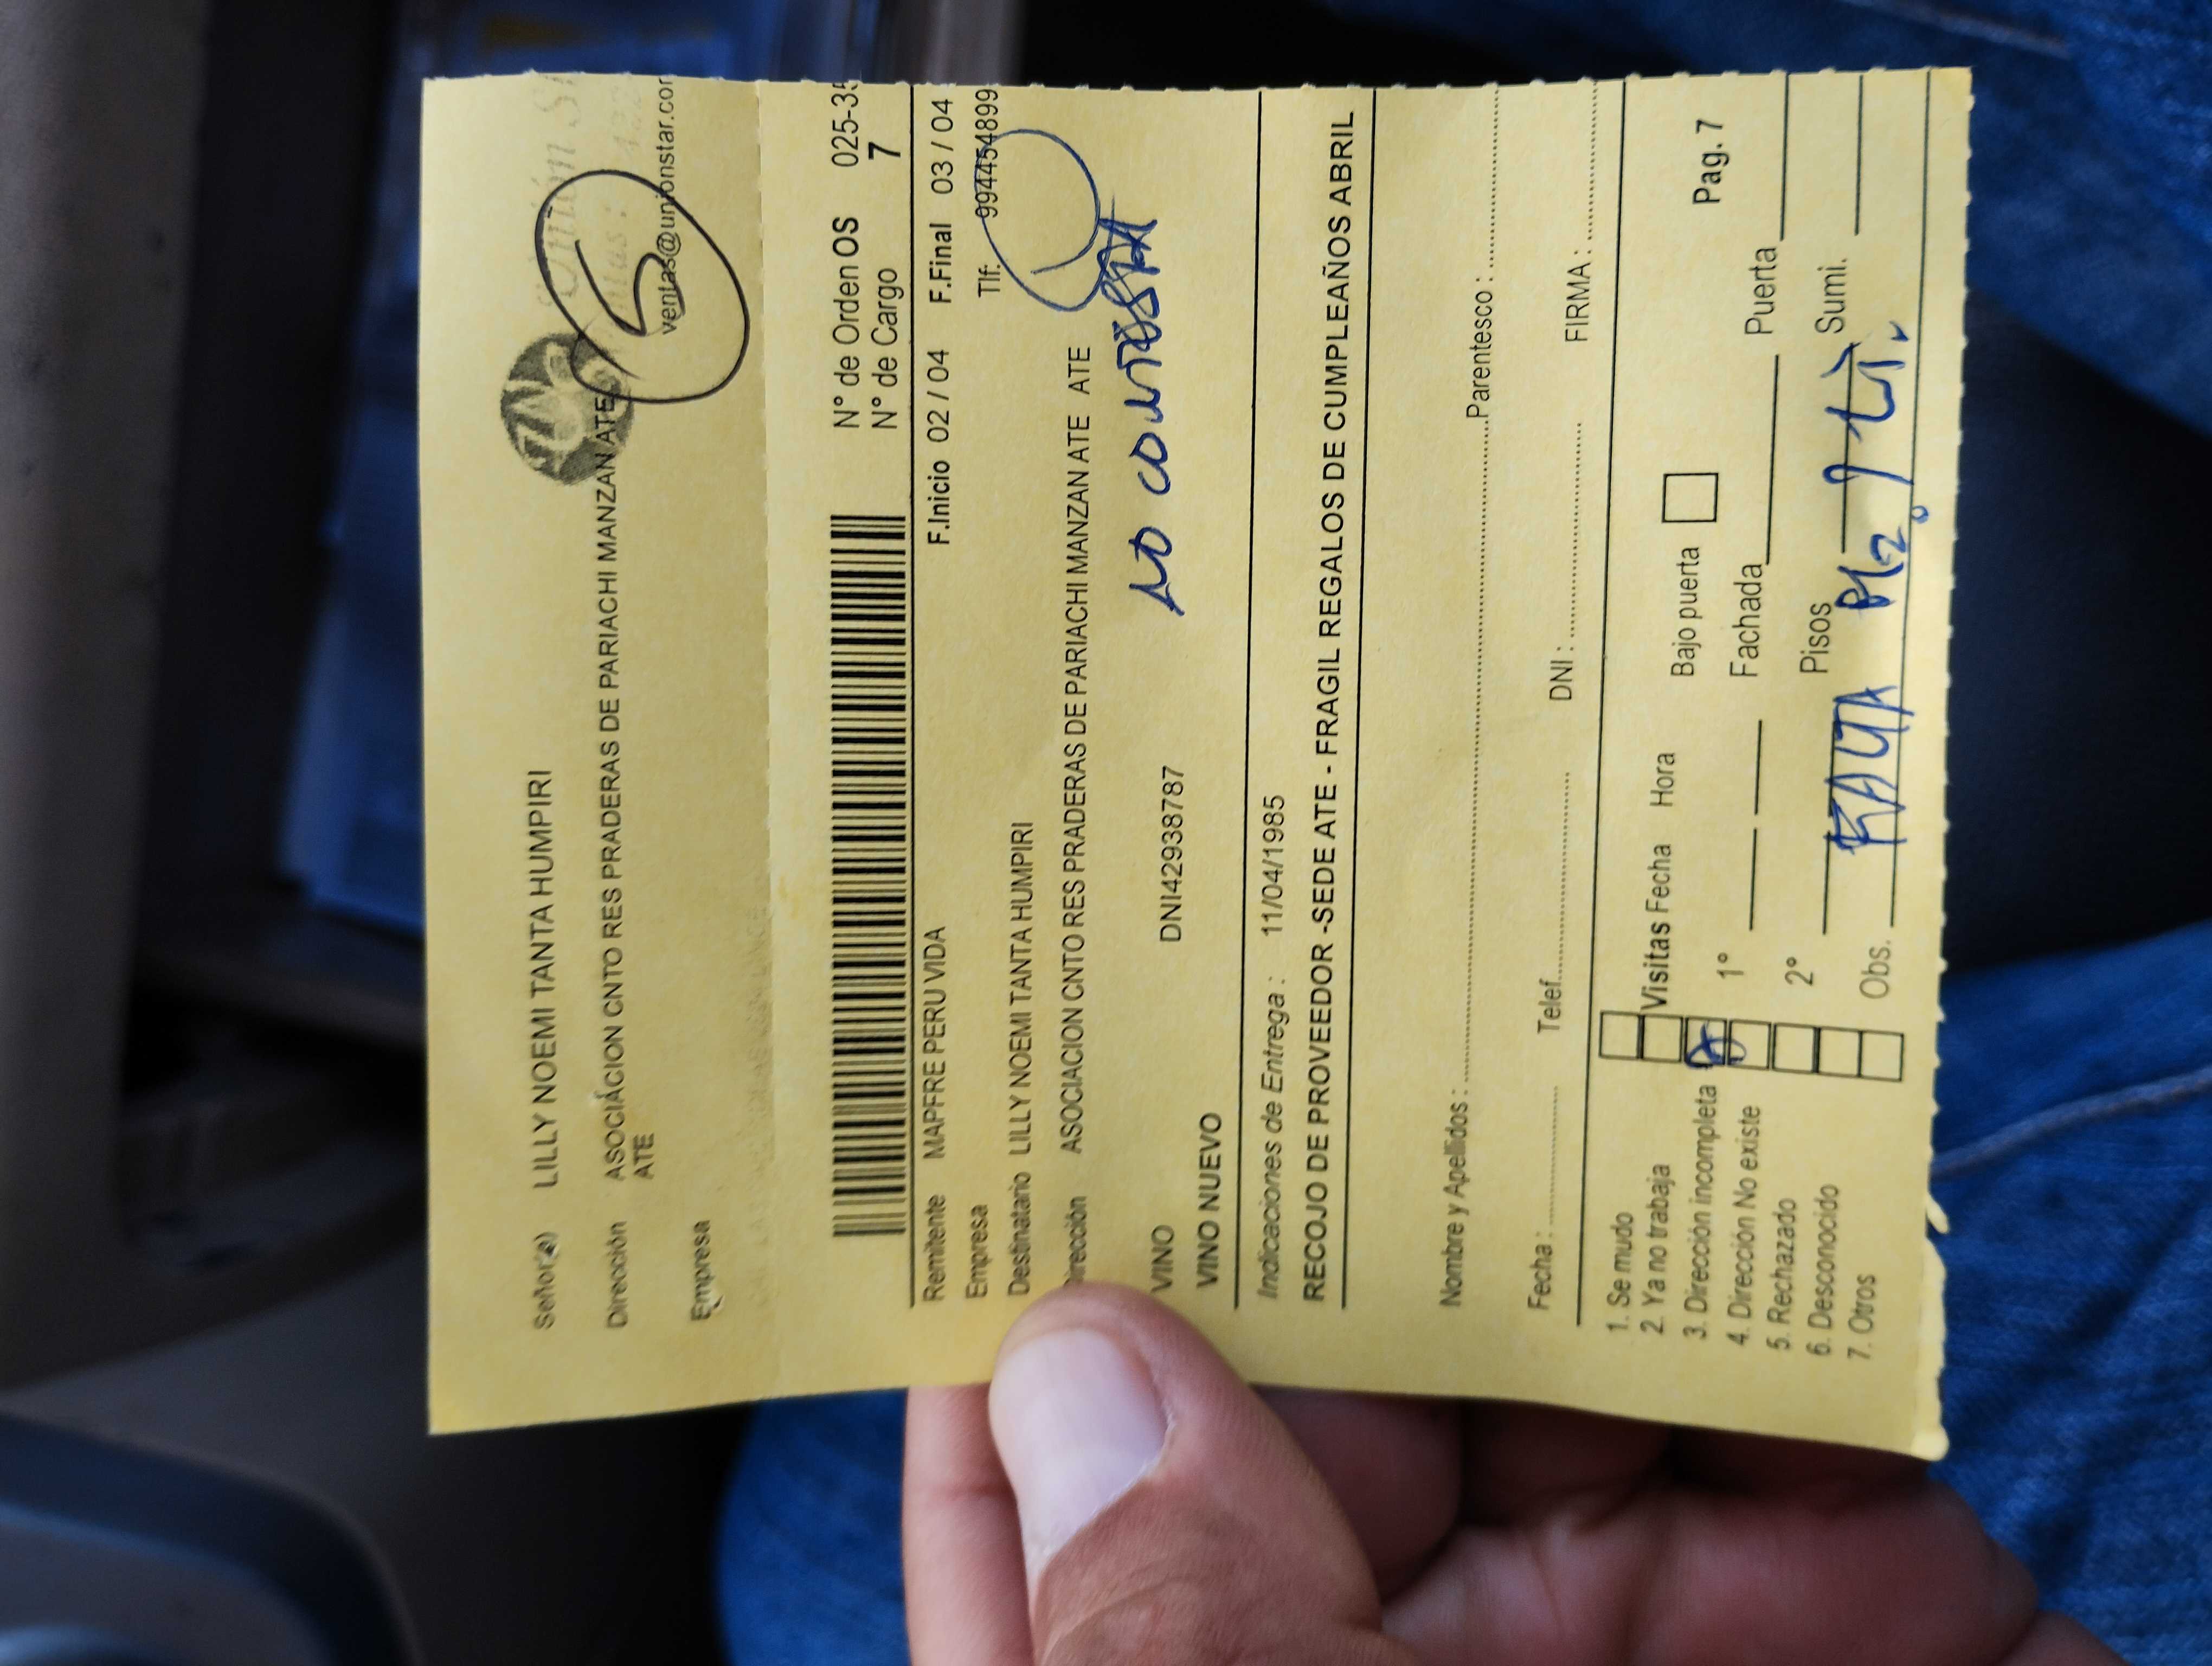 Señor(a) LILLY NOEMI TANTA HUMPIRI
Dirección ASOCIACION CNTO RES PRADERAS DE PARIACHI MANZAN ATE
ATE
ventas@unionstar.com
Empresa
5
N° de Orden OS 025-35
N° de Cargo 7
Remitente MAPFRE PERU VIDA F.Inicio 02 / 04 F.Final 03 / 04
Empresa Tlf: 994454899
Destinatario LILLY NOEMI TANTA HUMPIRI
Dirección ASOCIACION CNTO RES PRADERAS DE PARIACHI MANZAN ATE ATE
NO CONTESTA
VINO DNI42938787
VINO NUEVO
Indicaciones de Entrega : 11/04/1985
RECOJO DE PROVEEDOR -SEDE ATE - FRAGIL REGALOS DE CUMPLEAÑOS ABRIL
Nombre y Apellidos : Parentesco :
Fecha : Telef. DNI : FIRMA :
1. Se mudo
2. Ya no trabaja Visitas Fecha Hora Bajo puerta Pag. 7
3. Dirección incompleta
4. Dirección No existe 1° Fachada Puerta
5. Rechazado
6. Desconocido 2° Pisos Sumi.
7. Otros Obs. FALTA Mz. y Lt.